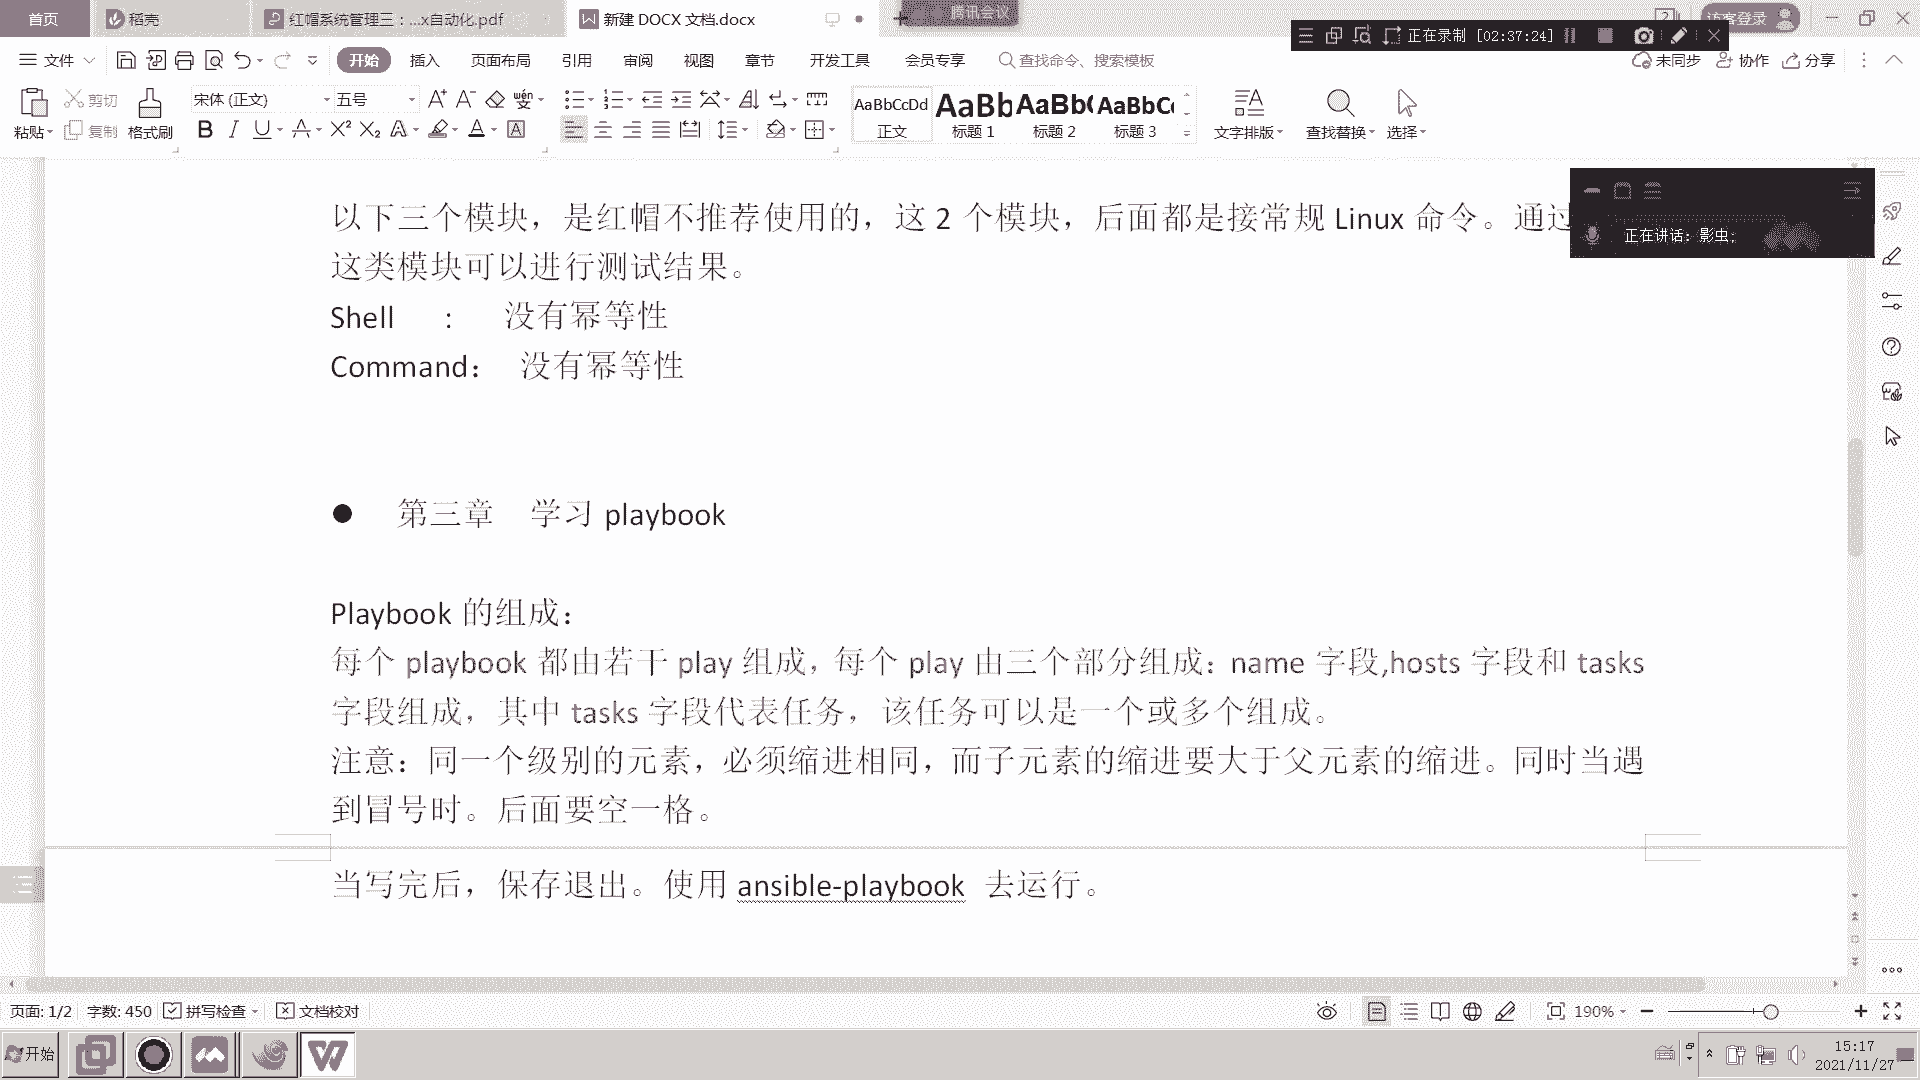 首页
稻壳
红帽系统管理三：...x自动化.pdf
新建 DOCX 文档.docx
腾讯会议
访客登录
正在录制 [02:37:24]
文件
开始
插入
页面布局
引用
审阅
视图
章节
开发工具
会员专享
查找命令、搜索模板
未同步
协作
分享
粘贴
剪切
复制
格式刷
宋体 (正文)
五号
AaBbCcDd
正文
AaBb
标题 1
AaBb(
标题 2
AaBbC
标题 3
文字排版
查找替换
选择
正在讲话: 影虫;
以下三个模块，是红帽不推荐使用的，这 2 个模块，后面都是接常规 Linux 命令。通过
这类模块可以进行测试结果。
Shell ： 没有幂等性
Command： 没有幂等性
● 第三章 学习 playbook
Playbook 的组成：
每个 playbook 都由若干 play 组成，每个 play 由三个部分组成：name 字段,hosts 字段和 tasks
字段组成，其中 tasks 字段代表任务，该任务可以是一个或多个组成。
注意：同一个级别的元素，必须缩进相同，而子元素的缩进要大于父元素的缩进。同时当遇
到冒号时。后面要空一格。
当写完后，保存退出。使用 ansible-playbook 去运行。
页面: 1/2
字数: 450
拼写检查
文档校对
190%
开始
15:17
2021/11/27